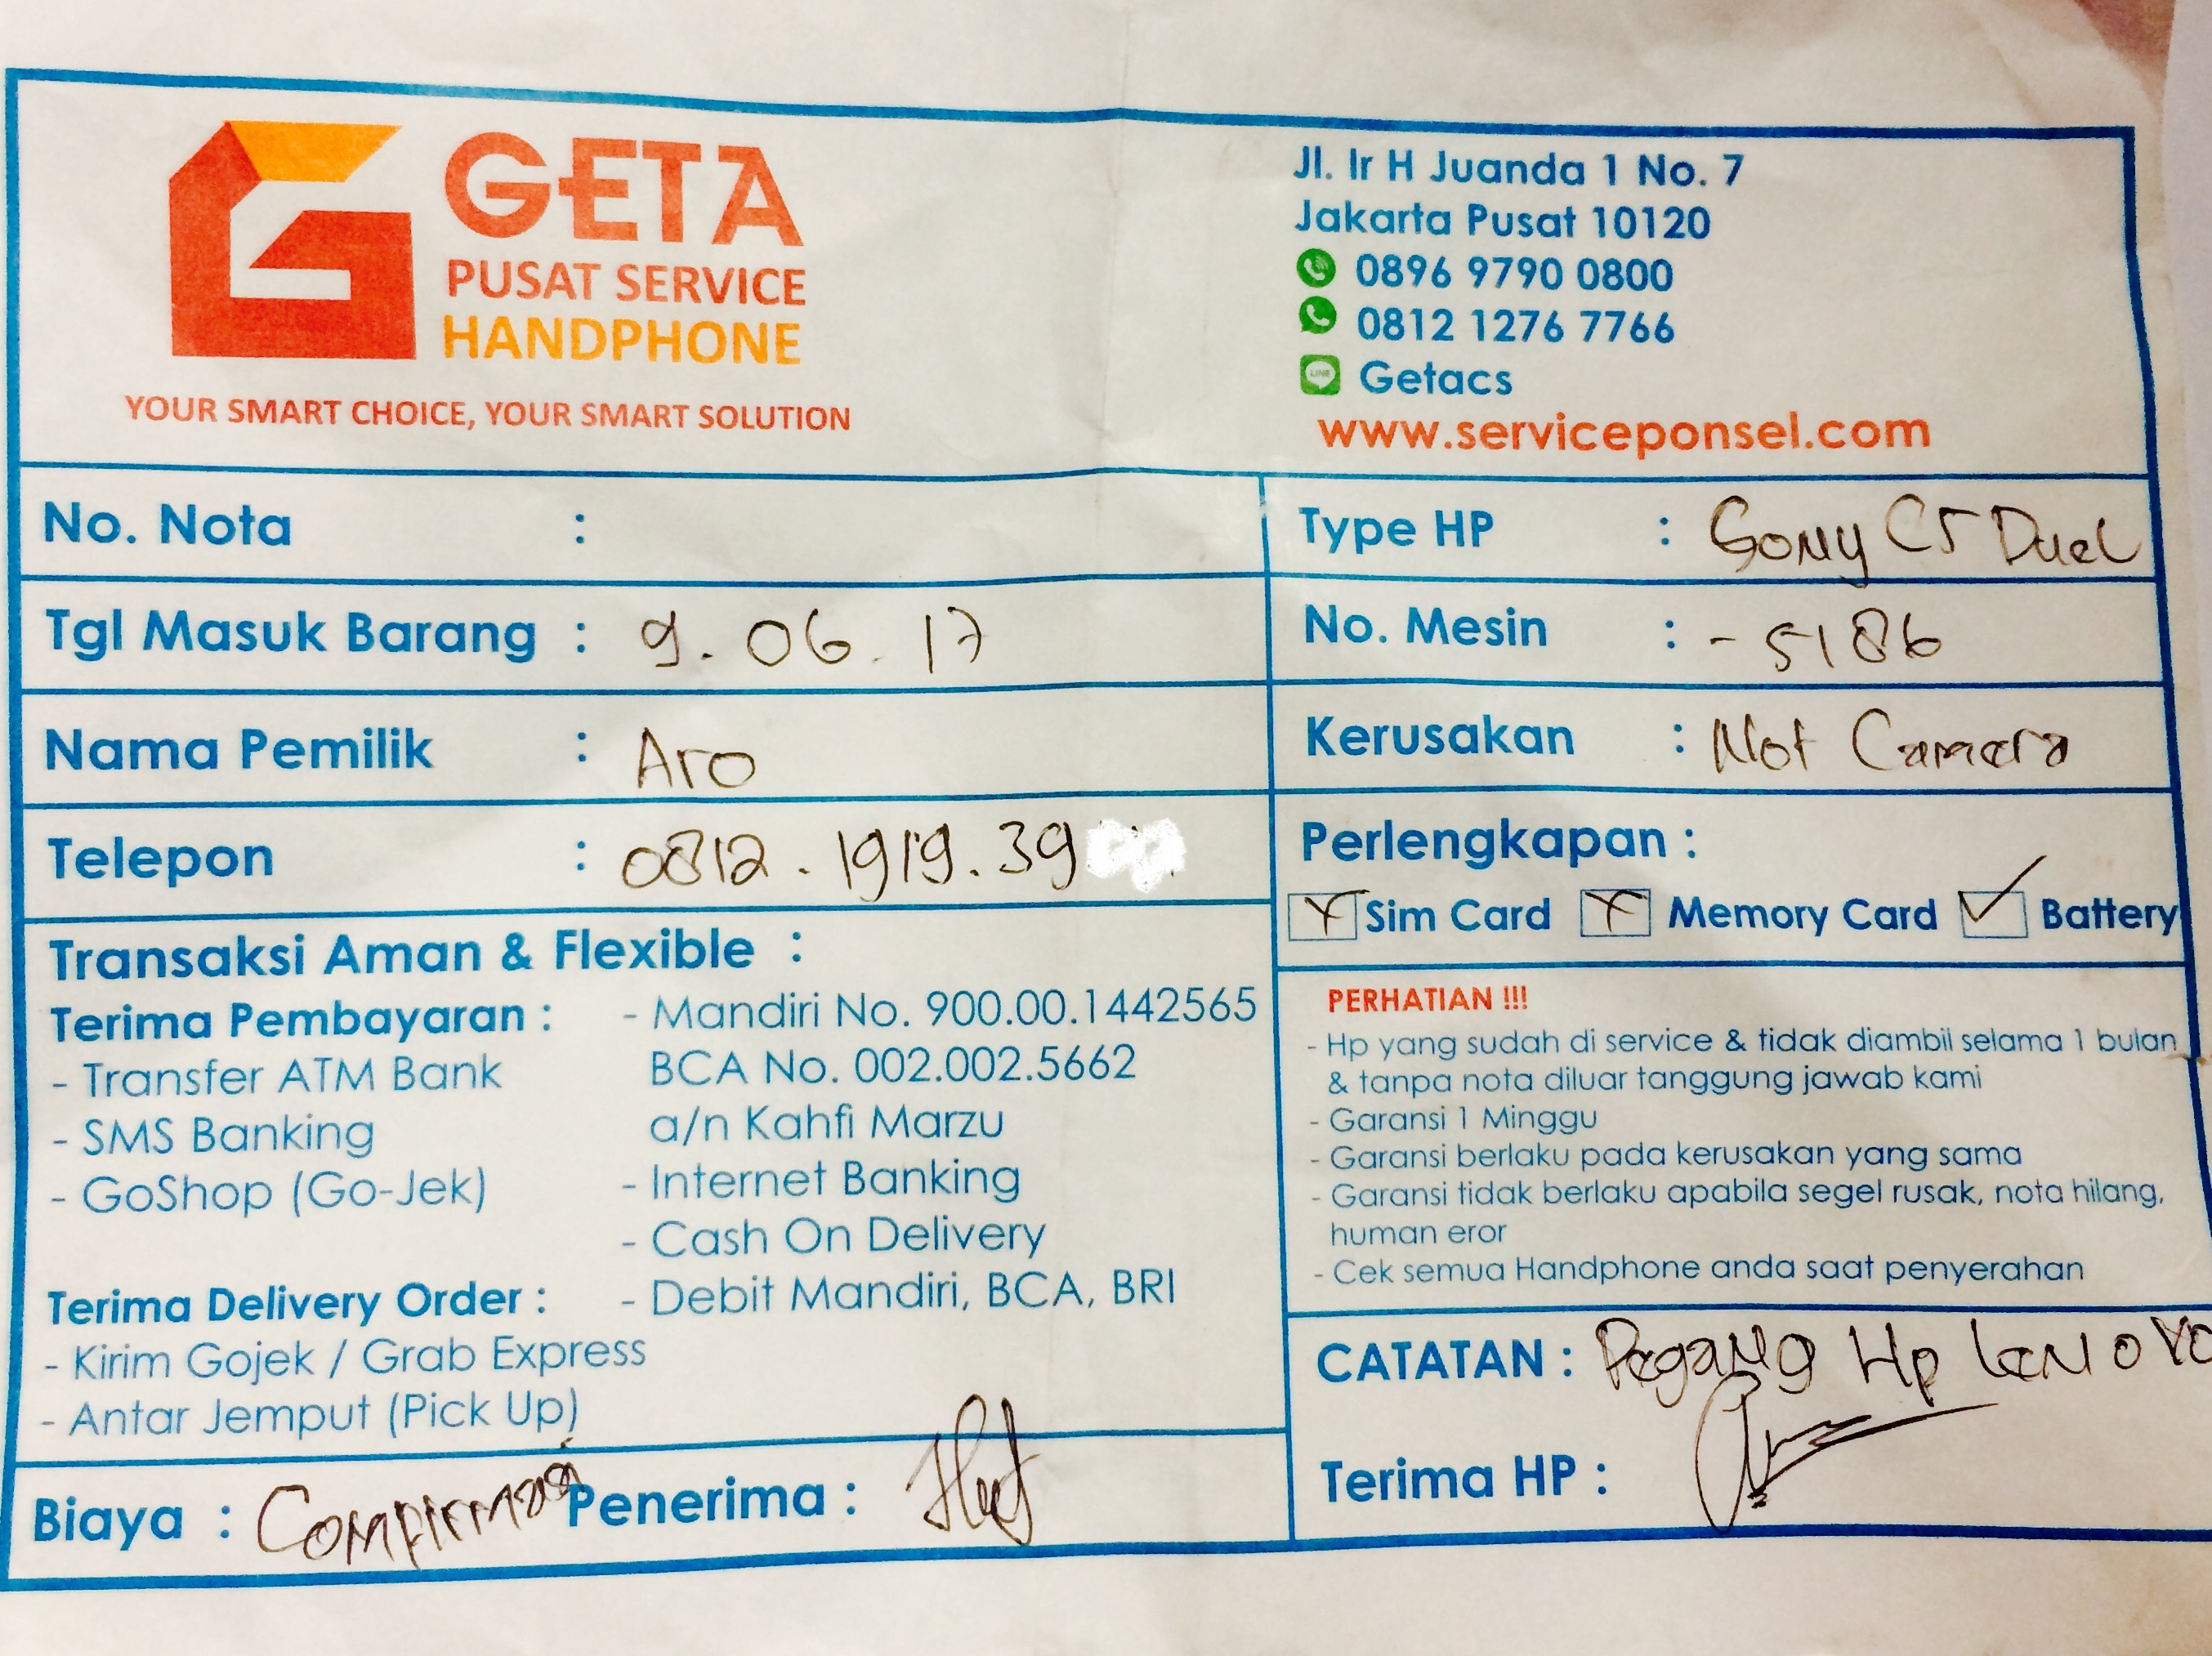 GETA
PUSAT SERVICE
HANDPHONE
YOUR SMART CHOICE, YOUR SMART SOLUTION
Jl. Ir H Juanda 1 No. 7
Jakarta Pusat 10120
0896 9790 0800
0812 1276 7766
LINE Getacs
www.serviceponsel.com
No. Nota :
Tgl Masuk Barang : 9. 06. 17
Nama Pemilik : Aro
Telepon : 0812. 1919. 39
Type HP : Sony C5 Dual
No. Mesin : - 5186
Kerusakan : Not Camera
Perlengkapan :
Sim Card Memory Card Battery
Transaksi Aman & Flexible :
Terima Pembayaran :
- Transfer ATM Bank
- SMS Banking
- GoShop (Go-Jek)
- Mandiri No. 900.00.1442565
BCA No. 002.002.5662
a/n Kahfi Marzu
- Internet Banking
- Cash On Delivery
- Debit Mandiri, BCA, BRI
Terima Delivery Order :
- Kirim Gojek / Grab Express
- Antar Jemput (Pick Up)
PERHATIAN !!!
- Hp yang sudah di service & tidak diambil selama 1 bulan
& tanpa nota diluar tanggung jawab kami
- Garansi 1 Minggu
- Garansi berlaku pada kerusakan yang sama
- Garansi tidak berlaku apabila segel rusak, nota hilang,
human eror
- Cek semua Handphone anda saat penyerahan
Biaya : Compirmasi Penerima :
CATATAN : Pegang Hp Lenovo
Terima HP :